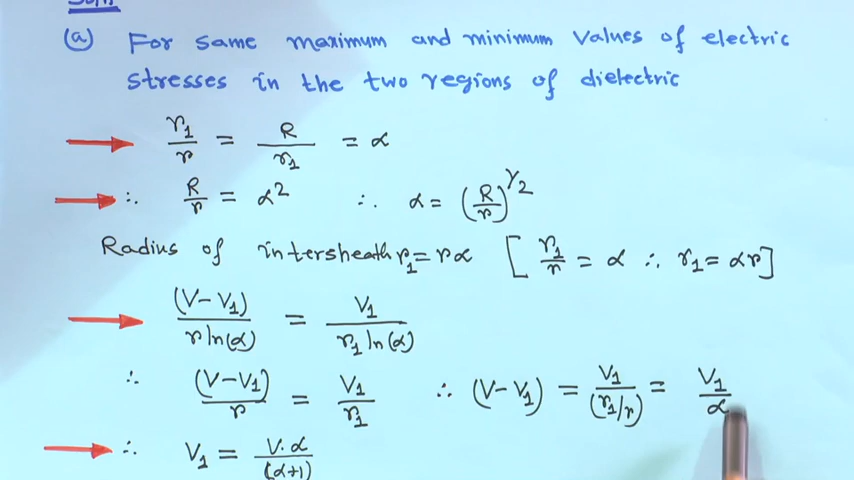 Soln
(a) For same maximum and minimum values of electric
stresses in the two regions of dielectric
r₁/r = R/r₁ = α
∴ R/r = α² ∴ α = (R/r)^1/2
Radius of intersheath r₁ = rα [r₁/r = α ∴ r₁ = αr]
(V-V₁)/(r ln(α)) = V₁/(r₁ ln(α))
∴ (V-V₁)/r = V₁/r₁ ∴ (V-V₁) = V₁/(r₁/r) = V₁/α
∴ V₁ = V.α/(α+1)